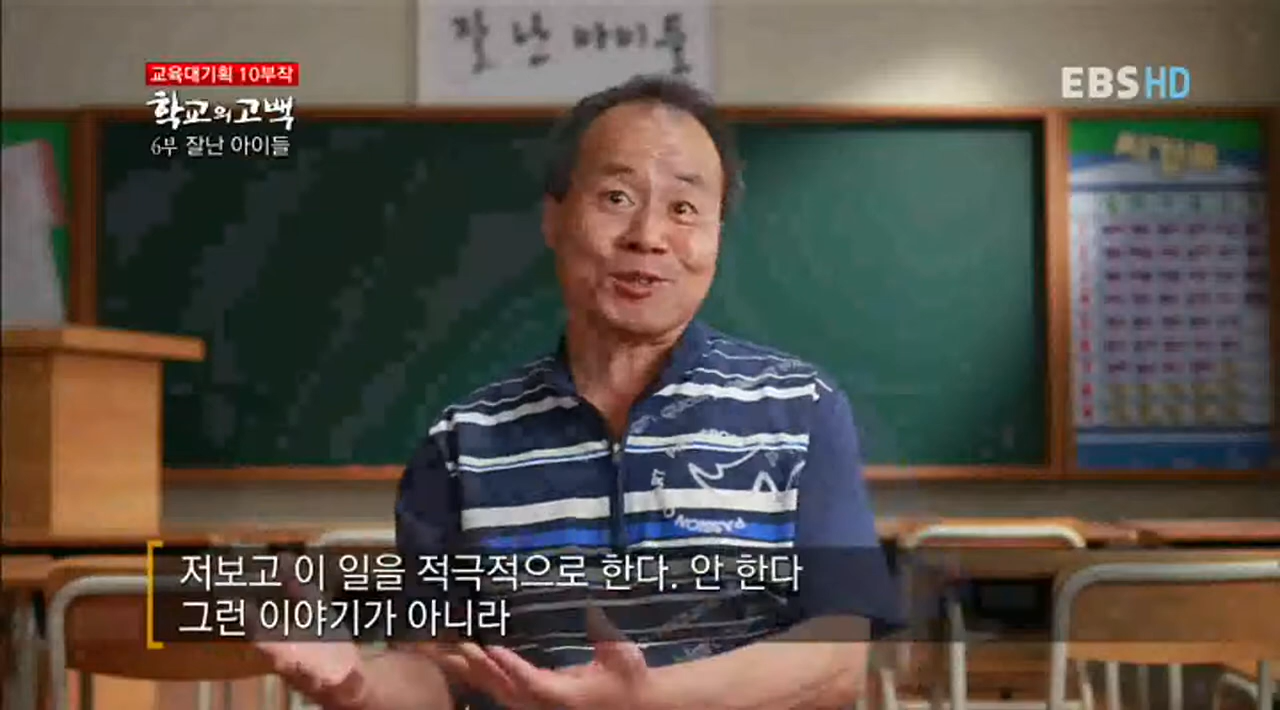 잘난 아이들
교육대기획 10부작
학교의 고백
6부 잘난 아이들
EBS HD
PASSION
저보고 이 일을 적극적으로 한다. 안 한다
그런 이야기가 아니라